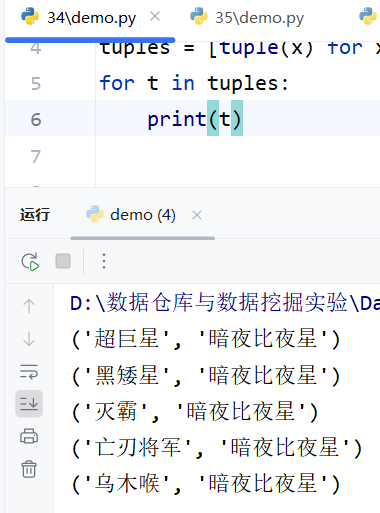 34\demo.py
35\demo.py
4 tuples = [tuple(x) for x
5 for t in tuples:
6 print(t)
7
运行 demo (4)
D:\数据仓库与数据挖掘实验\Da
('超巨星', '暗夜比夜星')
('黑矮星', '暗夜比夜星')
('灭霸', '暗夜比夜星')
('亡刃将军', '暗夜比夜星')
('乌木喉', '暗夜比夜星')